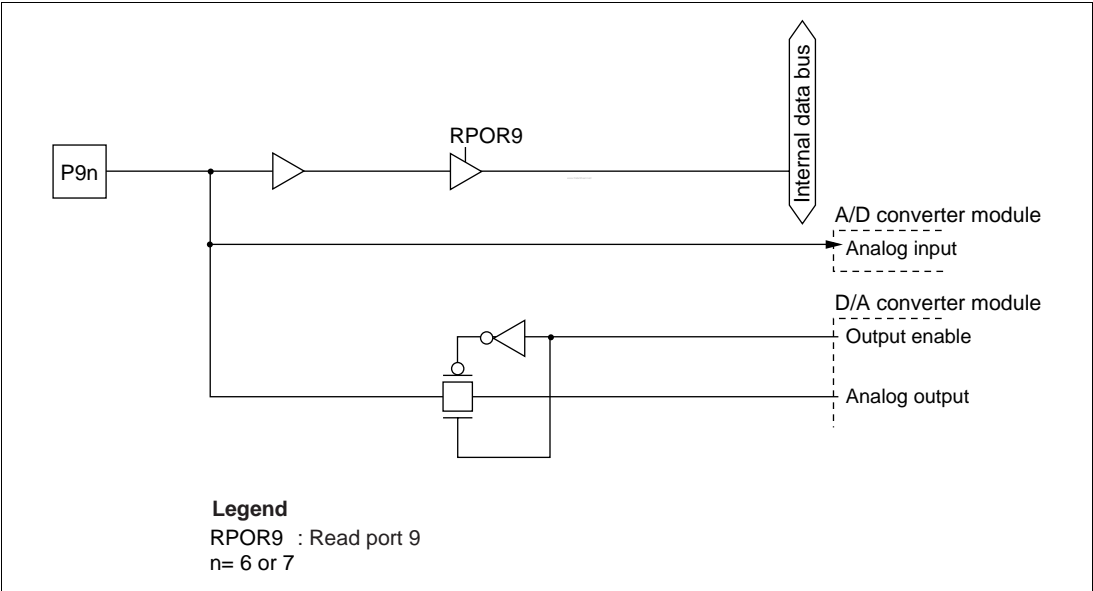 RPOR9
P9n
Internal data bus
A/D converter module
Analog input
D/A converter module
Output enable
Analog output
Legend
RPOR9 : Read port 9
n= 6 or 7